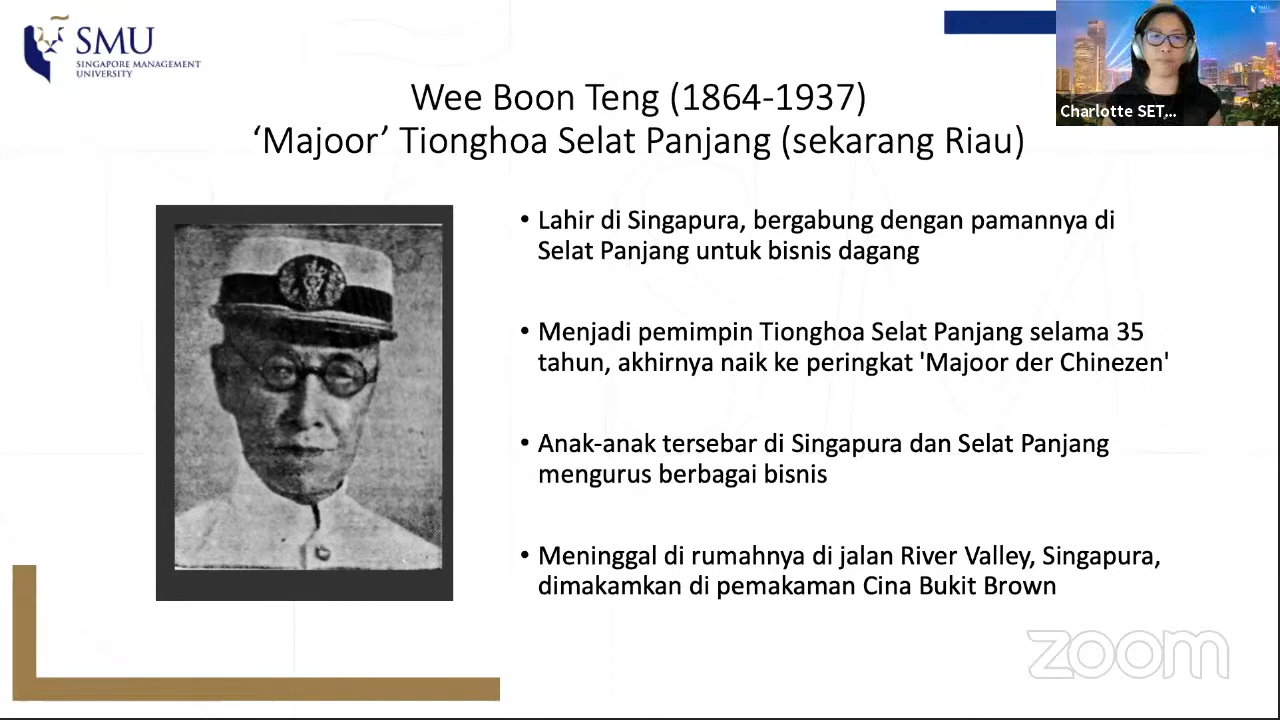 SMU
SINGAPORE MANAGEMENT
UNIVERSITY
Charlotte SET...
Wee Boon Teng (1864-1937)
‘Majoor’ Tionghoa Selat Panjang (sekarang Riau)
• Lahir di Singapura, bergabung dengan pamannya di
Selat Panjang untuk bisnis dagang
• Menjadi pemimpin Tionghoa Selat Panjang selama 35
tahun, akhirnya naik ke peringkat 'Majoor der Chinezen'
• Anak-anak tersebar di Singapura dan Selat Panjang
mengurus berbagai bisnis
• Meninggal di rumahnya di jalan River Valley, Singapura,
dimakamkan di pemakaman Cina Bukit Brown
zoom